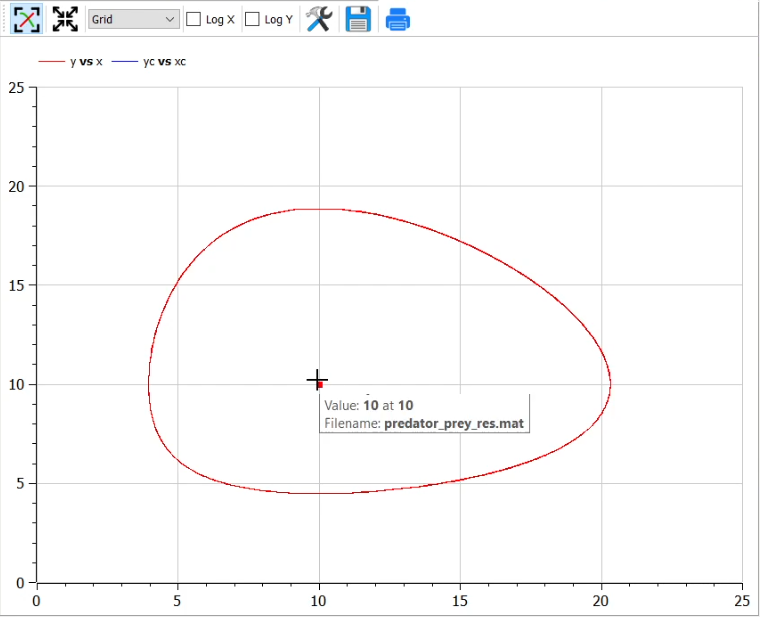 Grid Log X Log Y
y vs x yc vs xc
25
20
15
10
5
0
Value: 10 at 10
Filename: predator_prey_res.mat
0 5 10 15 20 25